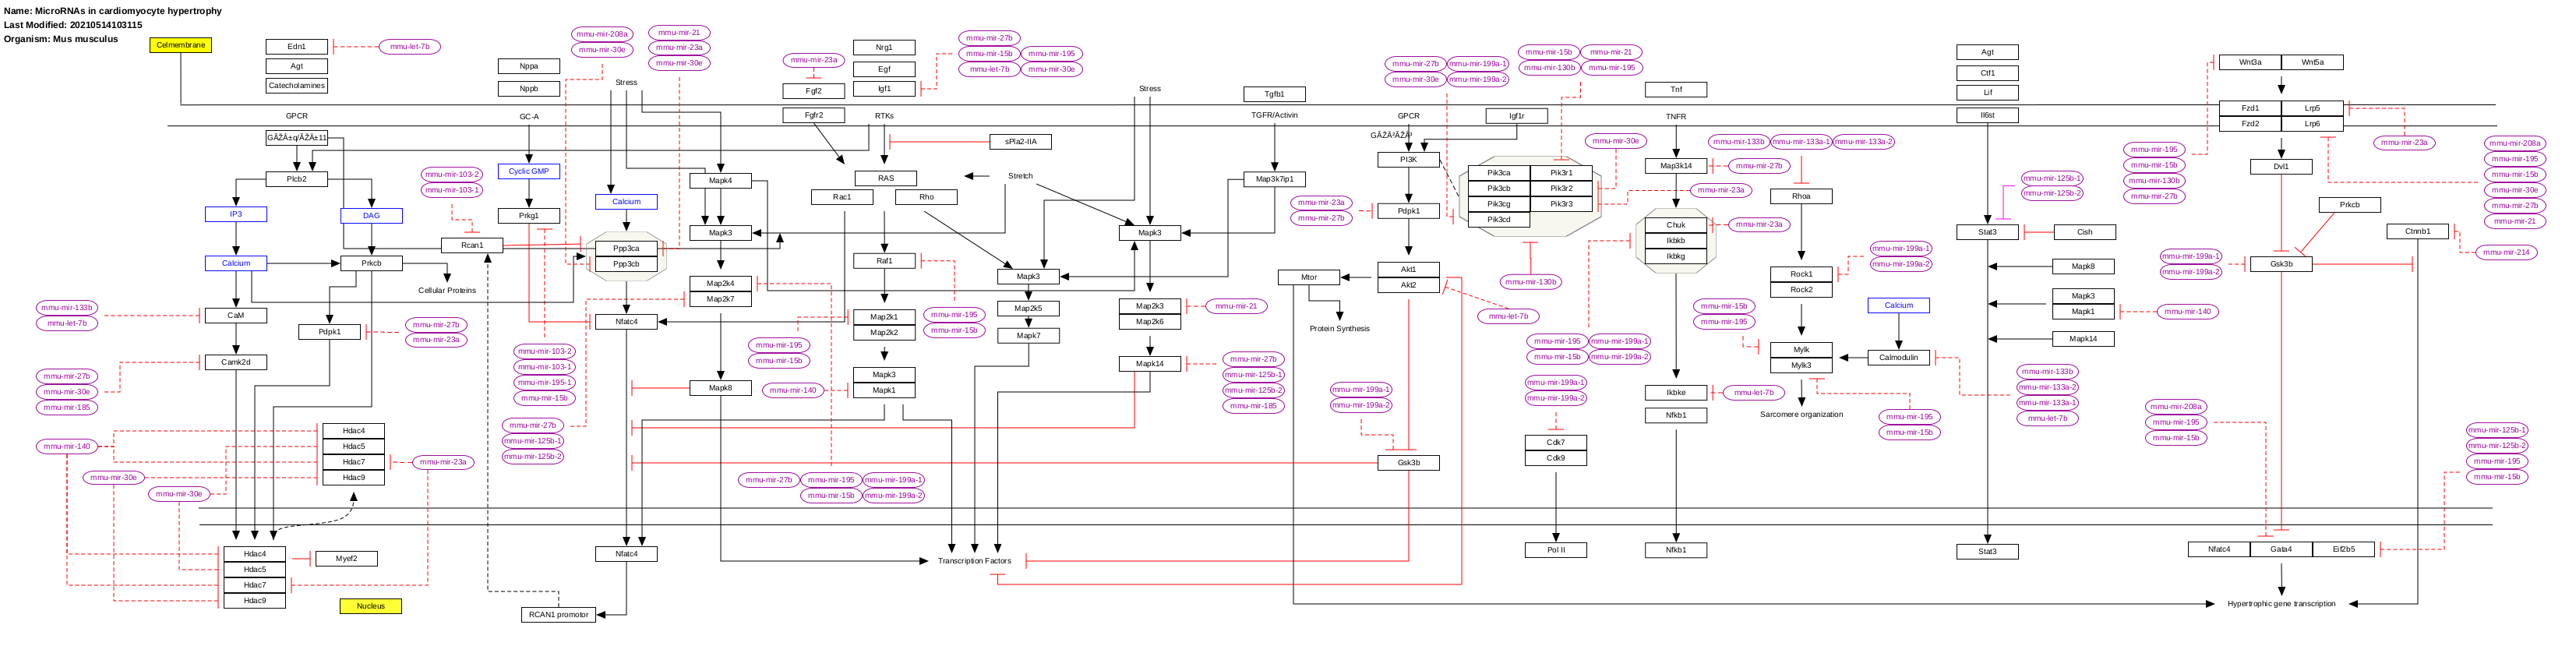 Name: MicroRNAs in cardiomyocyte hypertrophy
Last Modified: 20210514103115
Organism: Mus musculus
Celmembrane
Edn1
mmu-let-7b
Agt
Catecholamines
GPCR
GÃŽÂ±q/ÃŽÂ±11
Plcb2
IP3
DAG
Calcium
Prkcb
Cellular Proteins
mmu-mir-133b
mmu-let-7b
CaM
Pdpk1
mmu-mir-27b
mmu-mir-23a
Camk2d
mmu-mir-27b
mmu-mir-30e
mmu-mir-185
mmu-mir-140
Hdac4
Hdac5
Hdac7
Hdac9
mmu-mir-23a
mmu-mir-30e
mmu-mir-30e
Hdac4
Hdac5
Hdac7
Hdac9
Myef2
Nucleus
Nppa
Nppb
GC-A
Cyclic GMP
Prkg1
mmu-mir-103-2
mmu-mir-103-1
Rcan1
mmu-mir-208a
mmu-mir-30e
mmu-mir-21
mmu-mir-23a
mmu-mir-30e
Stress
Calcium
Ppp3ca
Ppp3cb
Nfatc4
mmu-mir-103-2
mmu-mir-103-1
mmu-mir-195-1
mmu-mir-15b
mmu-mir-27b
mmu-mir-125b-1
mmu-mir-125b-2
Nfatc4
RCAN1 promotor
Mapk4
Mapk3
Map2k4
Map2k7
Mapk8
mmu-mir-23a
Fgf2
Fgfr2
Nrg1
Egf
Igf1
mmu-mir-27b
mmu-mir-15b
mmu-mir-195
mmu-let-7b
mmu-mir-30e
RTKs
sPla2-IIA
RAS
Rac1
Rho
Stretch
Raf1
mmu-mir-195
mmu-mir-15b
Map2k1
Map2k2
mmu-mir-195
mmu-mir-15b
Mapk3
Mapk1
mmu-mir-140
mmu-mir-27b
mmu-mir-195
mmu-mir-199a-1
mmu-mir-15b
mmu-mir-199a-2
Mapk3
Map2k5
Mapk7
Transcription Factors
Stress
Mapk3
Map2k3
Map2k6
mmu-mir-21
Mapk14
mmu-mir-27b
mmu-mir-125b-1
mmu-mir-125b-2
mmu-mir-185
Tgfb1
TGFR/Activin
Map3k7ip1
mmu-mir-27b
mmu-mir-199a-1
mmu-mir-30e
mmu-mir-199a-2
GPCR
GÃŽÂ²ÃŽÂ³
PI3K
Igf1r
mmu-mir-23a
mmu-mir-27b
Pdpk1
Akt1
Akt2
Mtor
Protein Synthesis
mmu-let-7b
mmu-mir-199a-1
mmu-mir-199a-2
Gsk3b
mmu-mir-15b
mmu-mir-21
mmu-mir-130b
mmu-mir-195
Pik3ca
Pik3r1
Pik3cb
Pik3r2
Pik3cg
Pik3r3
Pik3cd
mmu-mir-30e
mmu-mir-23a
mmu-mir-130b
mmu-mir-195
mmu-mir-199a-1
mmu-mir-15b
mmu-mir-199a-2
mmu-mir-199a-1
mmu-mir-199a-2
Cdk7
Cdk9
Pol II
Tnf
TNFR
Map3k14
mmu-mir-27b
Chuk
Ikbkb
Ikbkg
mmu-mir-23a
Ikbke
mmu-let-7b
Nfkb1
Nfkb1
mmu-mir-133b
mmu-mir-133a-1
mmu-mir-133a-2
Rhoa
Rock1
Rock2
mmu-mir-199a-1
mmu-mir-199a-2
mmu-mir-15b
mmu-mir-195
Calcium
Mylk
Mylk3
Calmodulin
Sarcomere organization
mmu-mir-195
mmu-mir-15b
Agt
Ctf1
Lif
Il6st
mmu-mir-125b-1
mmu-mir-125b-2
Stat3
Cish
Mapk8
Mapk3
Mapk1
mmu-mir-140
Mapk14
mmu-mir-133b
mmu-mir-133a-2
mmu-mir-133a-1
mmu-let-7b
Stat3
Wnt3a
Wnt5a
Fzd1
Lrp5
Fzd2
Lrp6
mmu-mir-23a
mmu-mir-195
mmu-mir-15b
mmu-mir-130b
mmu-mir-27b
Dvl1
mmu-mir-208a
mmu-mir-195
mmu-mir-15b
mmu-mir-30e
mmu-mir-27b
mmu-mir-21
Prkcb
Ctnnb1
mmu-mir-214
mmu-mir-199a-1
mmu-mir-199a-2
Gsk3b
mmu-mir-208a
mmu-mir-195
mmu-mir-15b
mmu-mir-125b-1
mmu-mir-125b-2
mmu-mir-195
mmu-mir-15b
Nfatc4
Gata4
Eif2b5
Hypertrophic gene transcription